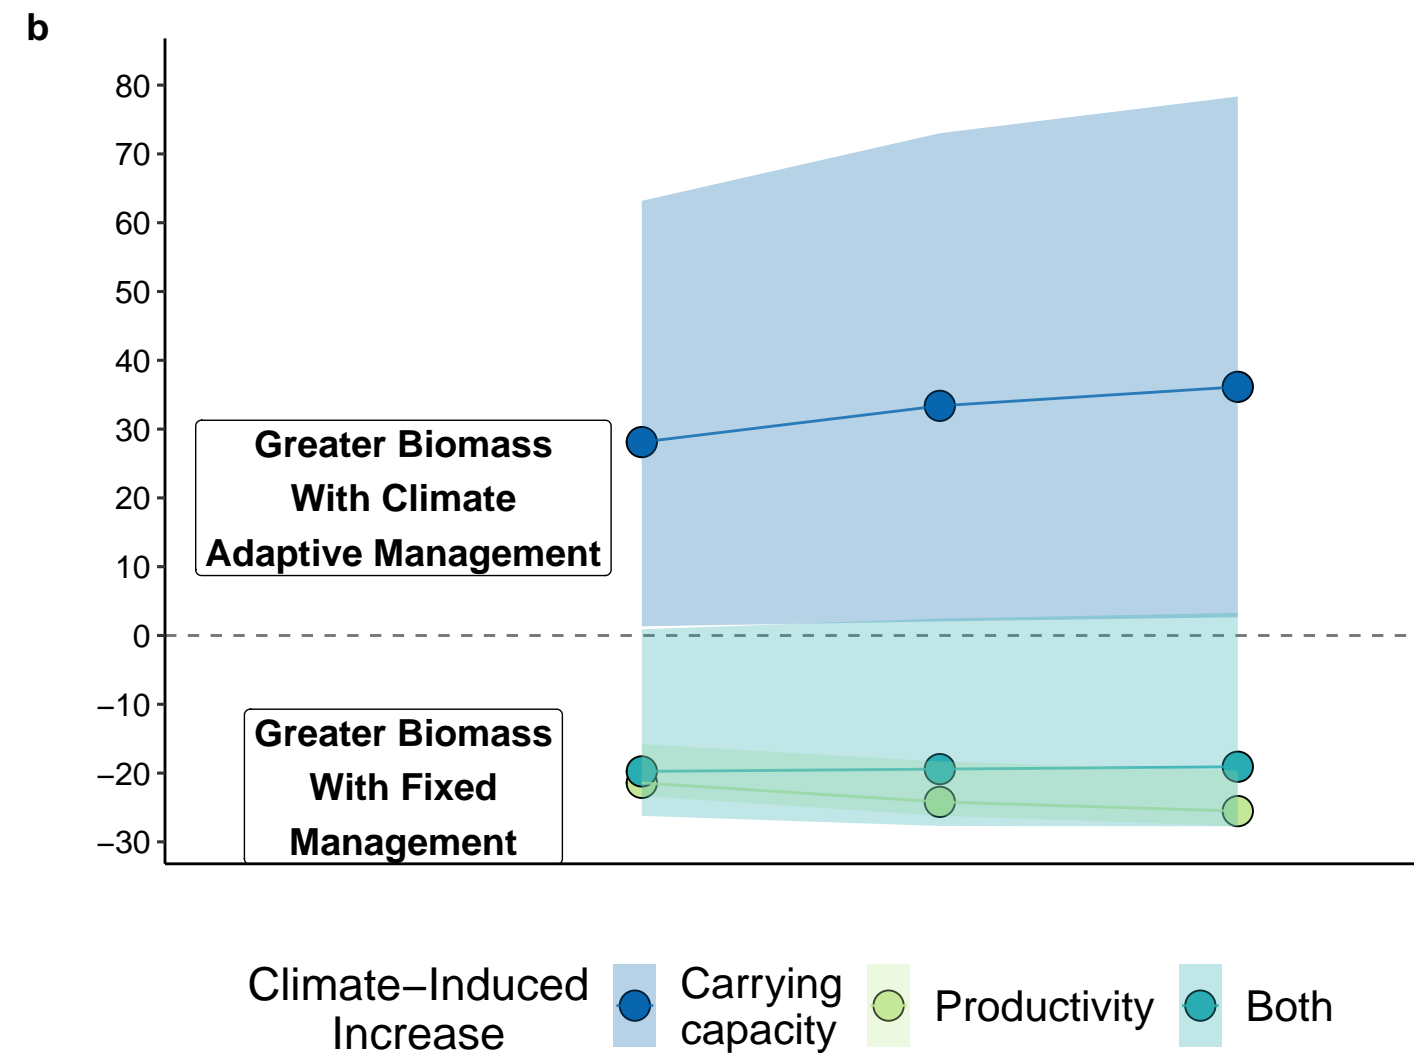 b
80
70
60
50
40
30
20
10
0
−10
−20
−30
Greater Biomass
With Climate
Adaptive Management
Greater Biomass
With Fixed
Management
Climate−Induced
Increase
Carrying
capacity
Productivity
Both